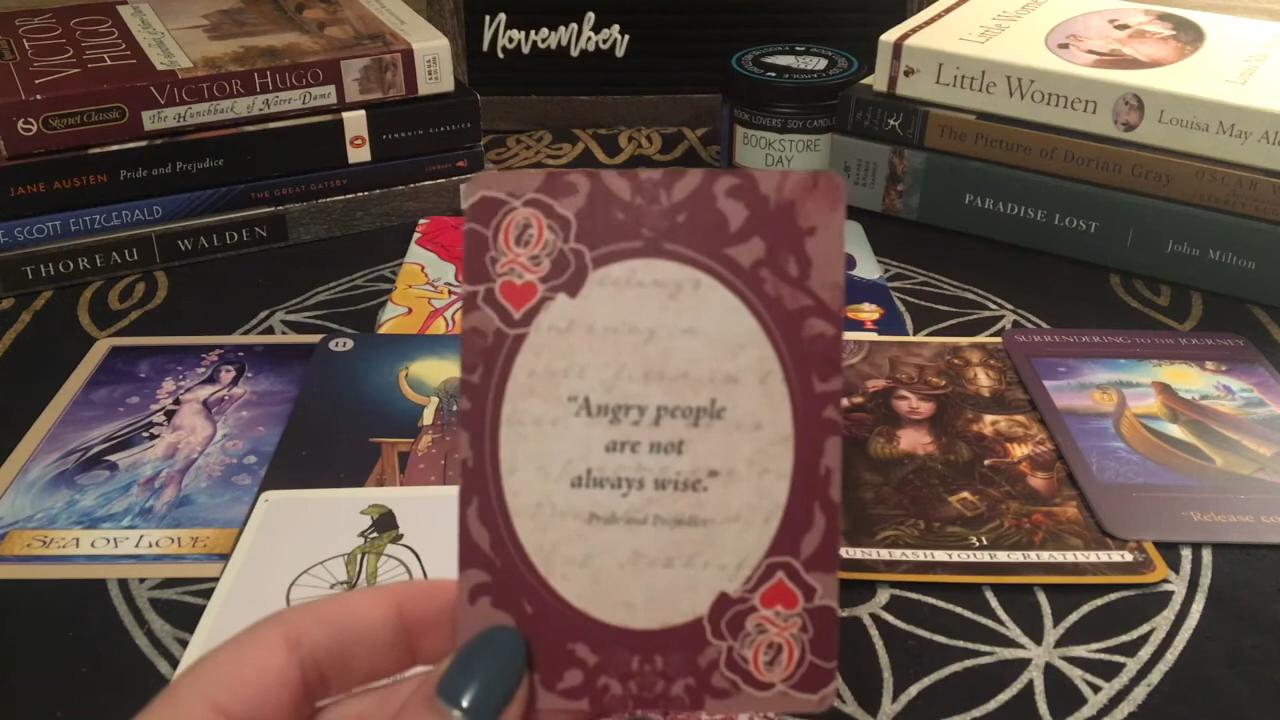 VICTOR HUGO
VICTOR HUGO
Signet Classic
The Hunchback of Notre-Dame
JANE AUSTEN Pride and Prejudice
PENGUIN CLASSICS
F. SCOTT FITZGERALD
THE GREAT GATSBY
THOREAU | WALDEN
November
BOOK LOVERS' SOY CANDLE
BOOKSTORE
DAY
Little
Little Women
Louisa May
The Picture of Dorian Gray
OSCAR
PARADISE LOST | John Milton
Q
"Angry people
are not
always wise."
Pride and Prejudice
Q
SEA OF LOVE
11
31
UNLEASH YOUR CREATIVITY
SURRENDERING TO THE JOURNEY
"Release